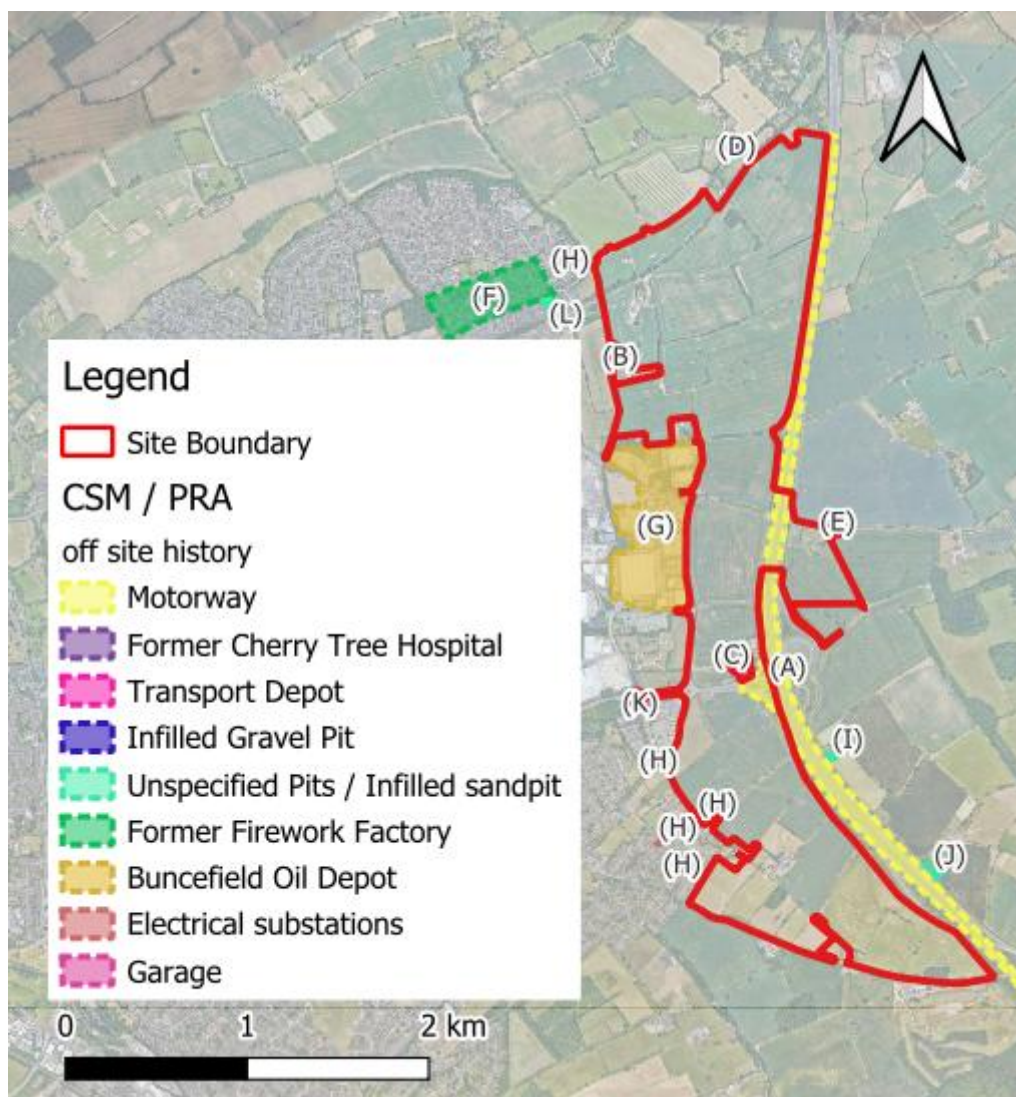 (D)
(H)
(F)
(L)
(B)
(G)
(E)
(C)
(A)
(K)
(I)
(H)
(H)
(H)
(H)
(J)
Legend
Site Boundary
CSM / PRA
off site history
Motorway
Former Cherry Tree Hospital
Transport Depot
Infilled Gravel Pit
Unspecified Pits / Infilled sandpit
Former Firework Factory
Buncefield Oil Depot
Electrical substations
Garage
0 1 2 km